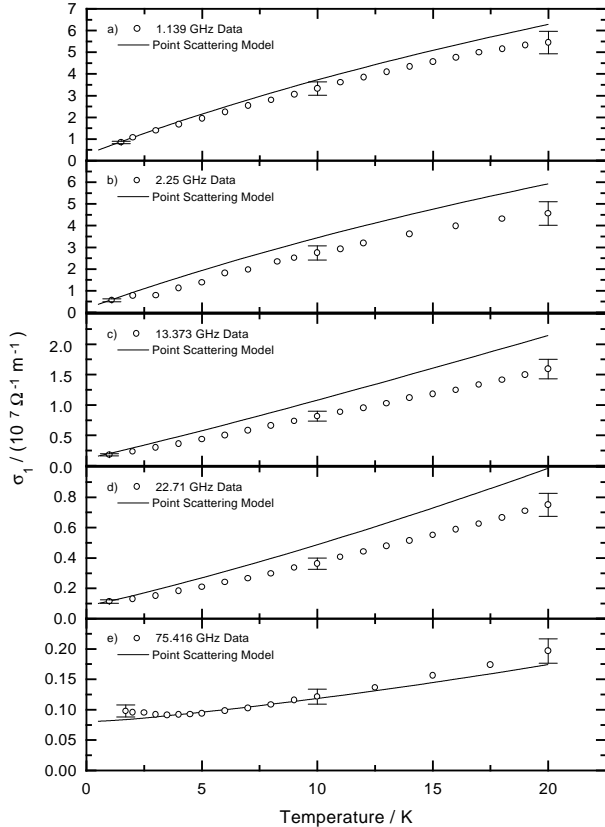 7
6
5
4
3
2
1
0
a) 1.139 GHz Data
Point Scattering Model
6
5
4
3
2
1
0
b) 2.25 GHz Data
Point Scattering Model
2.0
1.5
1.0
0.5
0.0
c) 13.373 GHz Data
Point Scattering Model
0.8
0.6
0.4
0.2
0.0
d) 22.71 GHz Data
Point Scattering Model
0.20
0.15
0.10
0.05
0.00
e) 75.416 GHz Data
Point Scattering Model
0 5 10 15 20
Temperature / K
σ₁ / (10⁷ Ω⁻¹ m⁻¹)